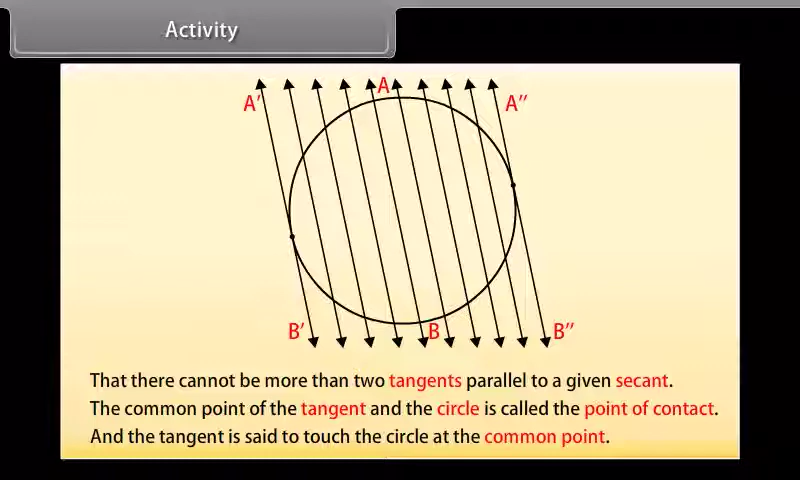 Activity
A′ A A″
B′ B B″
That there cannot be more than two tangents parallel to a given secant.
The common point of the tangent and the circle is called the point of contact.
And the tangent is said to touch the circle at the common point.